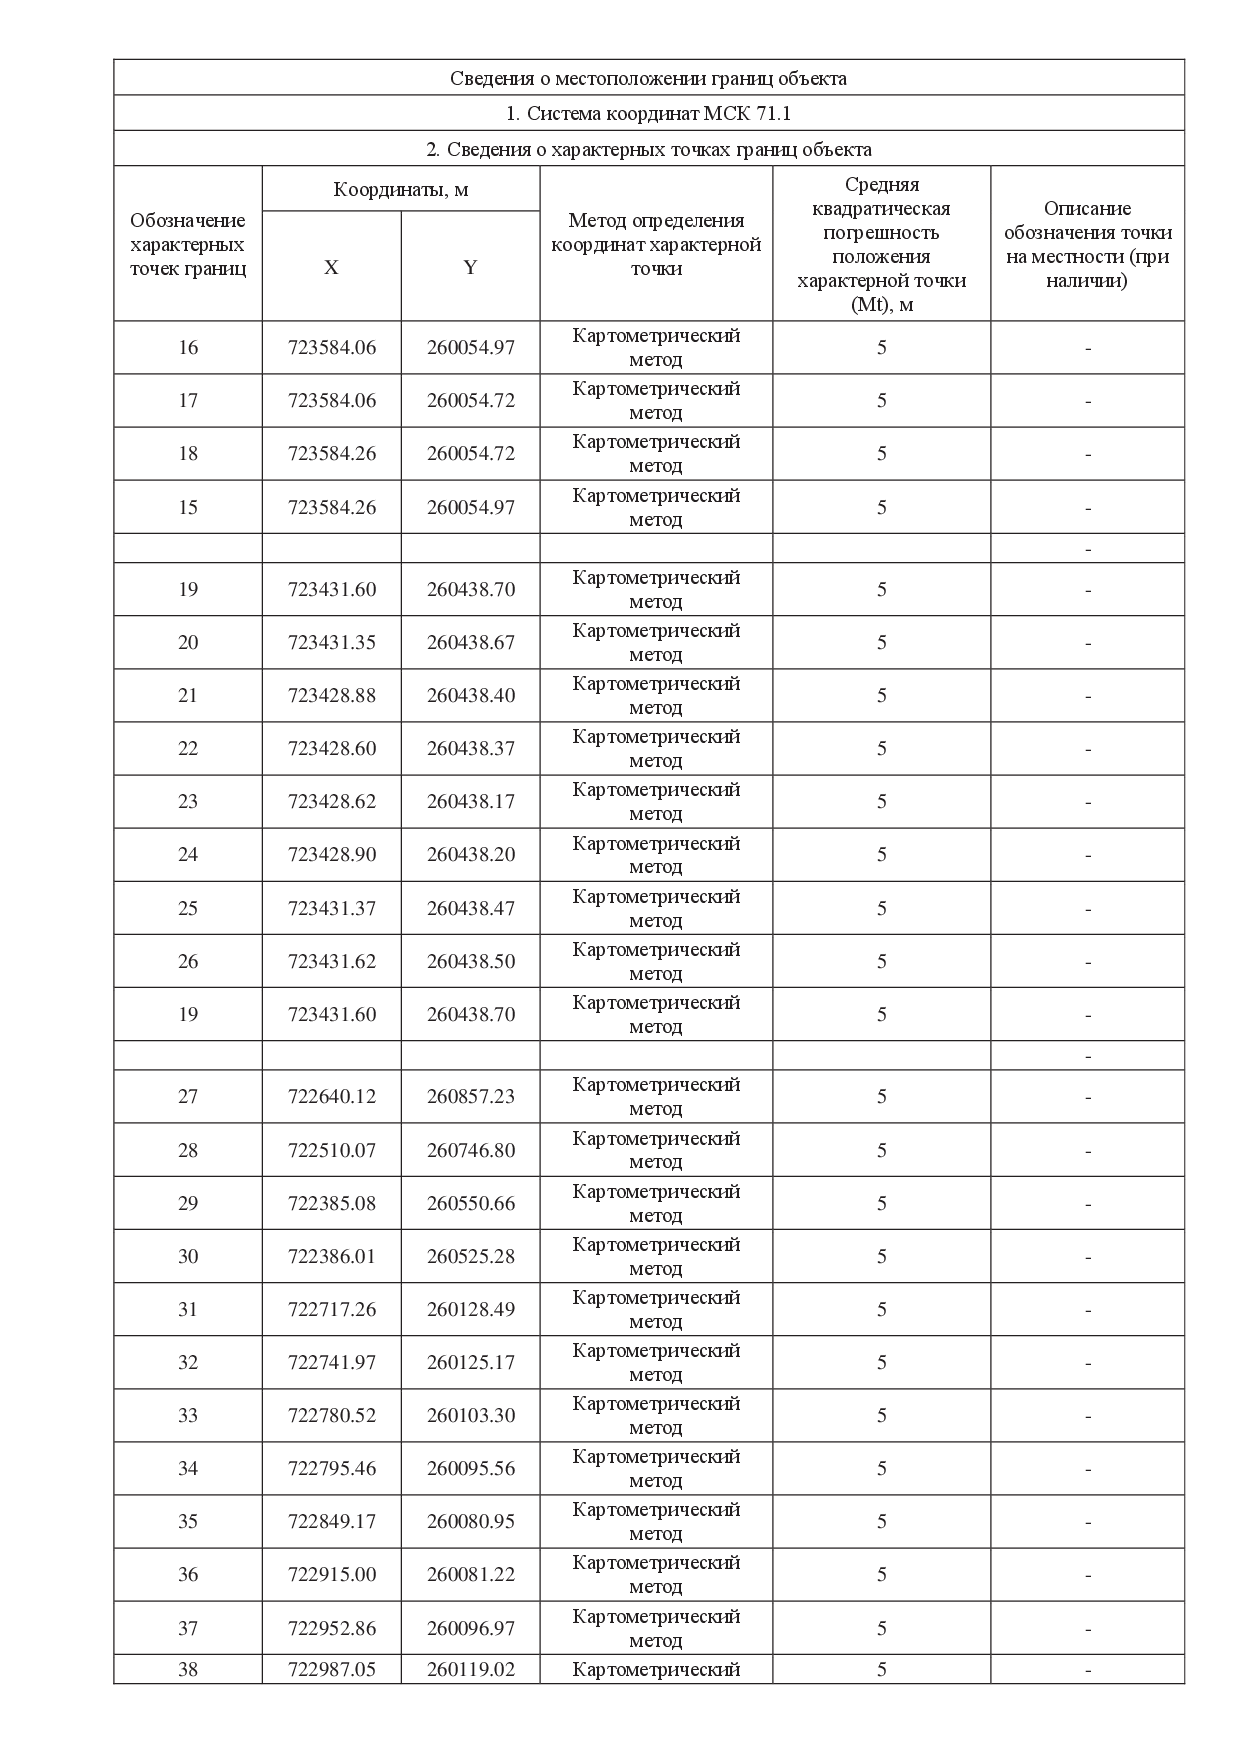 Сведения о местоположении границ объекта
1. Система координат МСК 71.1
2. Сведения о характерных точках границ объекта
Обозначение
характерных
точек границ
Координаты, м
X
Y
Метод определения
координат характерной
точки
Средняя
квадратическая
погрешность
положения
характерной точки
(Mt), м
Описание
обозначения точки
на местности (при
наличии)
16 723584.06 260054.97 Картометрический
метод 5 -
17 723584.06 260054.72 Картометрический
метод 5 -
18 723584.26 260054.72 Картометрический
метод 5 -
15 723584.26 260054.97 Картометрический
метод 5 -
-
19 723431.60 260438.70 Картометрический
метод 5 -
20 723431.35 260438.67 Картометрический
метод 5 -
21 723428.88 260438.40 Картометрический
метод 5 -
22 723428.60 260438.37 Картометрический
метод 5 -
23 723428.62 260438.17 Картометрический
метод 5 -
24 723428.90 260438.20 Картометрический
метод 5 -
25 723431.37 260438.47 Картометрический
метод 5 -
26 723431.62 260438.50 Картометрический
метод 5 -
19 723431.60 260438.70 Картометрический
метод 5 -
-
27 722640.12 260857.23 Картометрический
метод 5 -
28 722510.07 260746.80 Картометрический
метод 5 -
29 722385.08 260550.66 Картометрический
метод 5 -
30 722386.01 260525.28 Картометрический
метод 5 -
31 722717.26 260128.49 Картометрический
метод 5 -
32 722741.97 260125.17 Картометрический
метод 5 -
33 722780.52 260103.30 Картометрический
метод 5 -
34 722795.46 260095.56 Картометрический
метод 5 -
35 722849.17 260080.95 Картометрический
метод 5 -
36 722915.00 260081.22 Картометрический
метод 5 -
37 722952.86 260096.97 Картометрический
метод 5 -
38 722987.05 260119.02 Картометрический 5 -